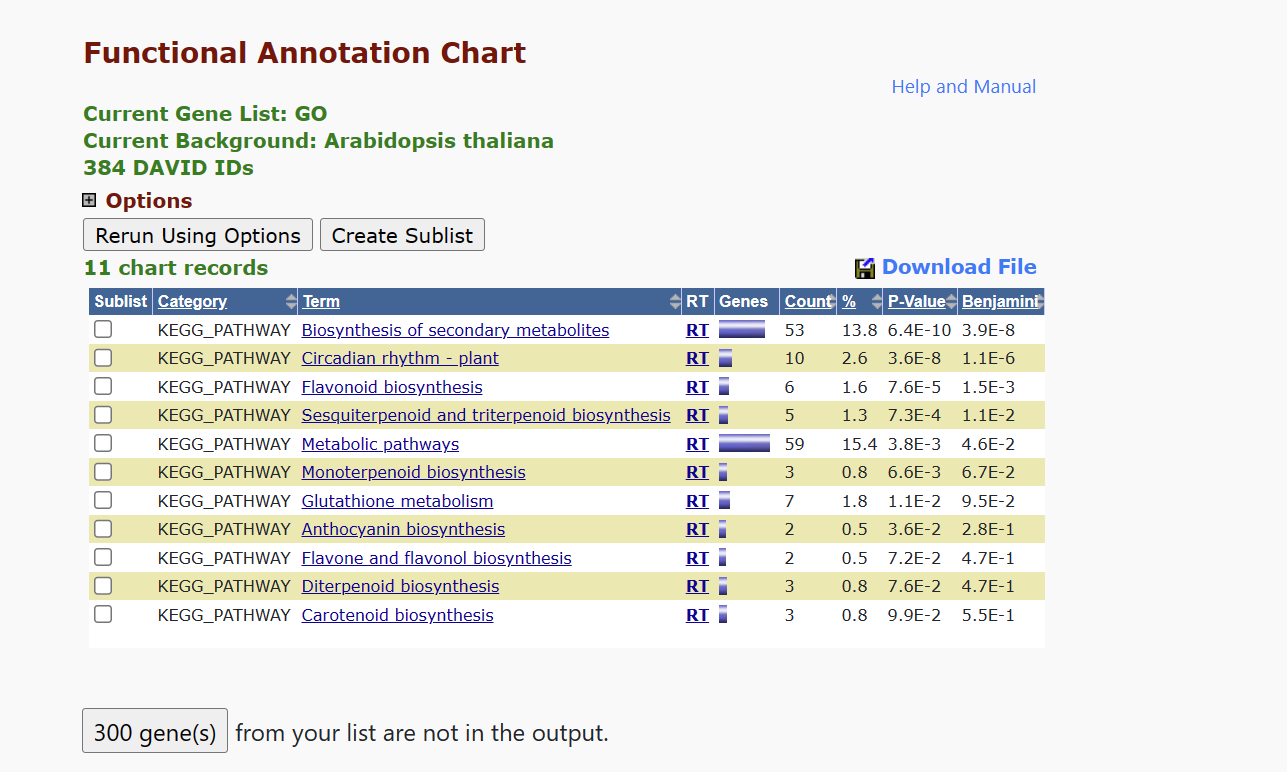 Functional Annotation Chart
Help and Manual
Current Gene List: GO
Current Background: Arabidopsis thaliana
384 DAVID IDs
Options
Rerun Using Options Create Sublist
11 chart records Download File
Sublist Category Term RT Genes Count % P-Value Benjamini
KEGG_PATHWAY Biosynthesis of secondary metabolites RT 53 13.8 6.4E-10 3.9E-8
KEGG_PATHWAY Circadian rhythm - plant RT 10 2.6 3.6E-8 1.1E-6
KEGG_PATHWAY Flavonoid biosynthesis RT 6 1.6 7.6E-5 1.5E-3
KEGG_PATHWAY Sesquiterpenoid and triterpenoid biosynthesis RT 5 1.3 7.3E-4 1.1E-2
KEGG_PATHWAY Metabolic pathways RT 59 15.4 3.8E-3 4.6E-2
KEGG_PATHWAY Monoterpenoid biosynthesis RT 3 0.8 6.6E-3 6.7E-2
KEGG_PATHWAY Glutathione metabolism RT 7 1.8 1.1E-2 9.5E-2
KEGG_PATHWAY Anthocyanin biosynthesis RT 2 0.5 3.6E-2 2.8E-1
KEGG_PATHWAY Flavone and flavonol biosynthesis RT 2 0.5 7.2E-2 4.7E-1
KEGG_PATHWAY Diterpenoid biosynthesis RT 3 0.8 7.6E-2 4.7E-1
KEGG_PATHWAY Carotenoid biosynthesis RT 3 0.8 9.9E-2 5.5E-1
300 gene(s) from your list are not in the output.